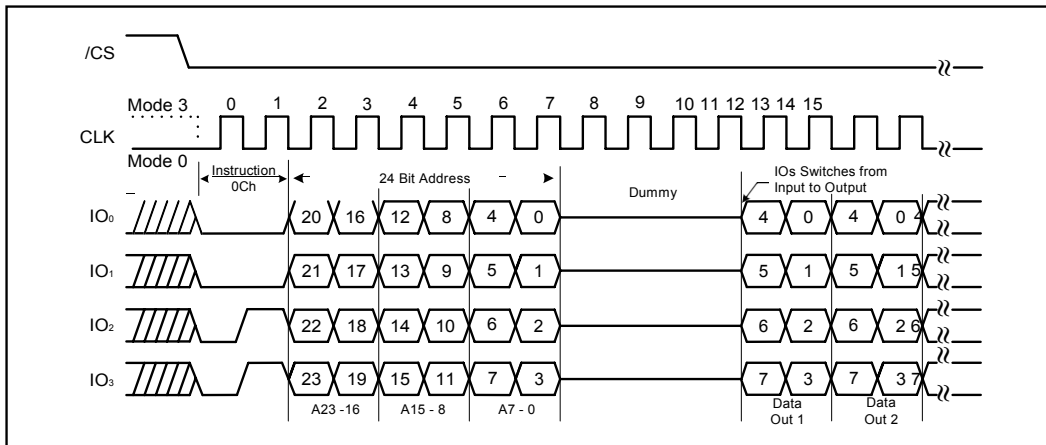 /CS
Mode 3 0 1 2 3 4 5 6 7 8 9 10 11 12 13 14 15
CLK
Mode 0
Instruction
0Ch
24 Bit Address
Dummy
IOs Switches from
Input to Output
IO0 20 16 12 8 4 0 4 0 4 0 4
IO1 21 17 13 9 5 1 5 1 5 1 5
IO2 22 18 14 10 6 2 6 2 6 2 6
IO3 23 19 15 11 7 3 7 3 7 3 7
A23 -16 A15 - 8 A7 - 0
Data
Out 1
Data
Out 2